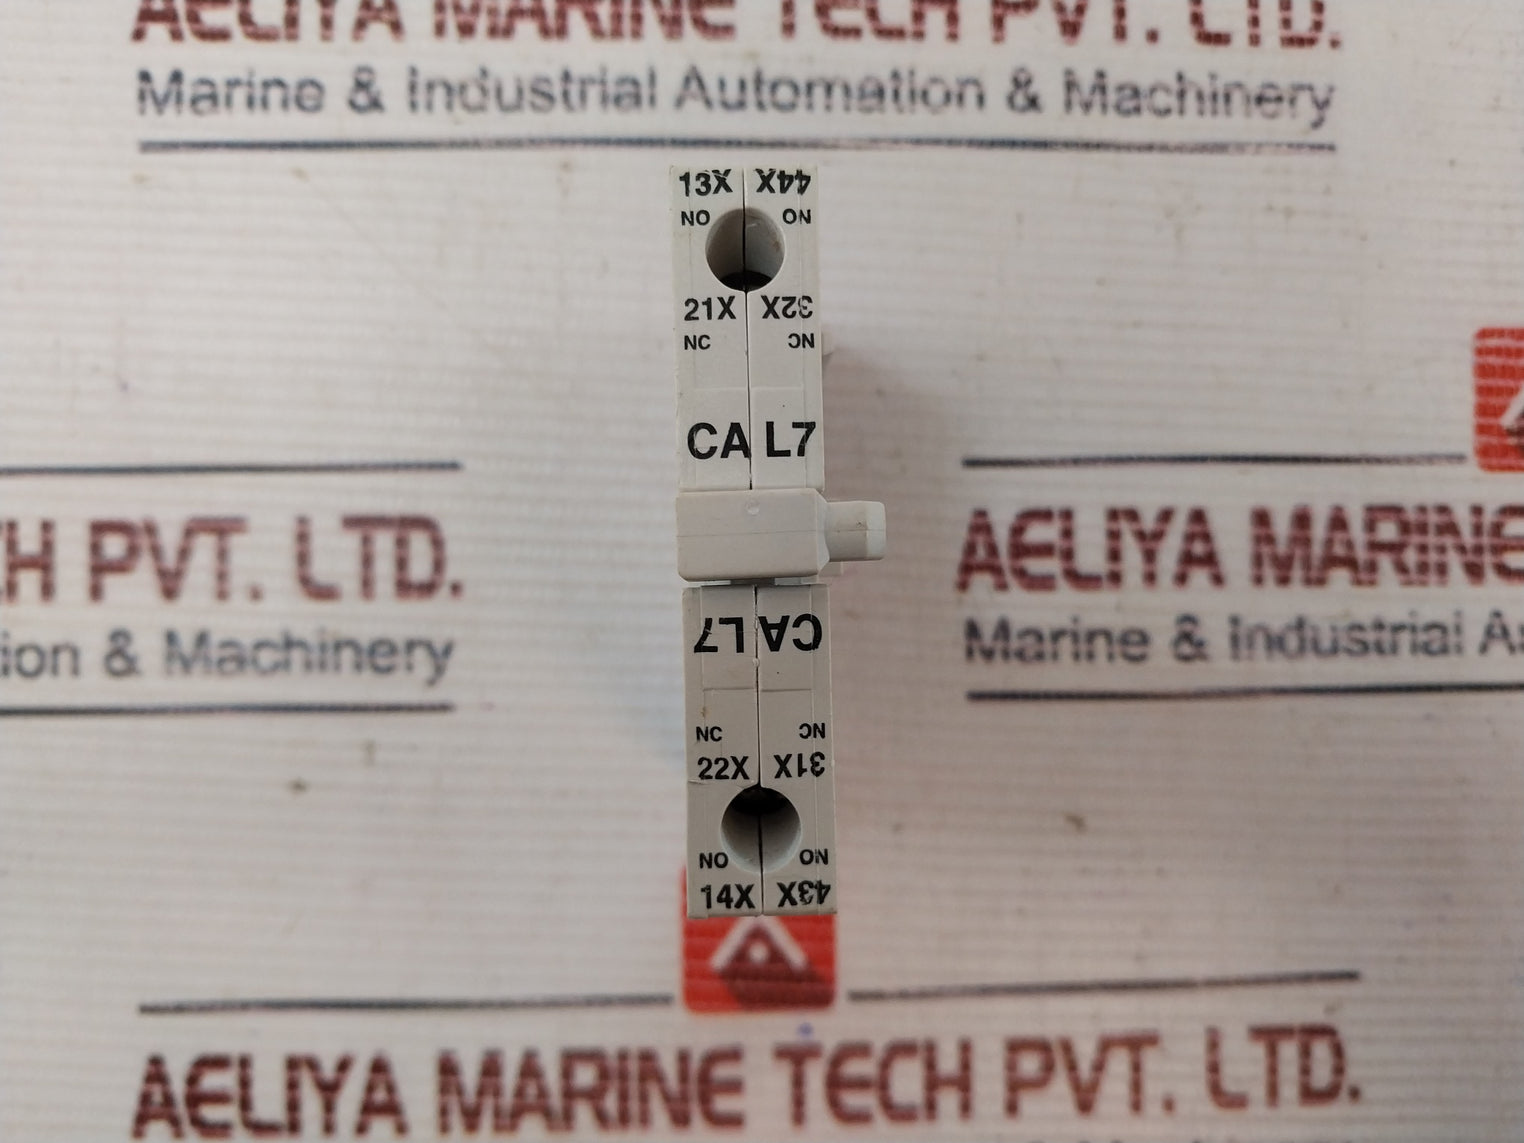 AELIYA MARINE TECH PVT. LTD.
Marine & Industrial Automation & Machinery
13X 44X
NO NO
21X 32X
NC NC
CA L7
CH PVT. LTD.
ion & Machinery
AELIYA MARINE
Marine & Industrial Au
CA L7
NC NC
22X 31X
NO NO
14X 43X
AELIYA MARINE TECH PVT. LTD.